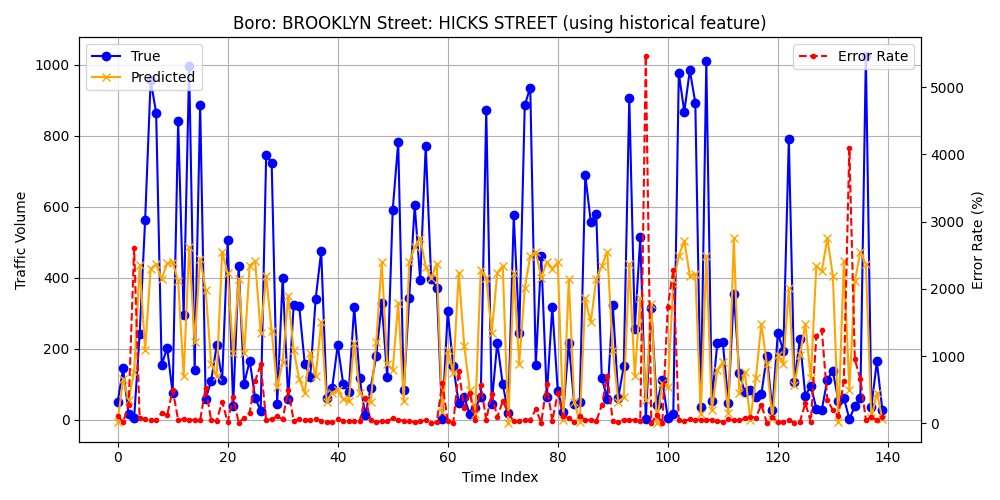 Boro: BROOKLYN Street: HICKS STREET (using historical feature)
True
Predicted
Error Rate
Traffic Volume
1000
800
600
400
200
0
5000
4000
3000
2000
1000
0
Error Rate (%)
0 20 40 60 80 100 120 140
Time Index